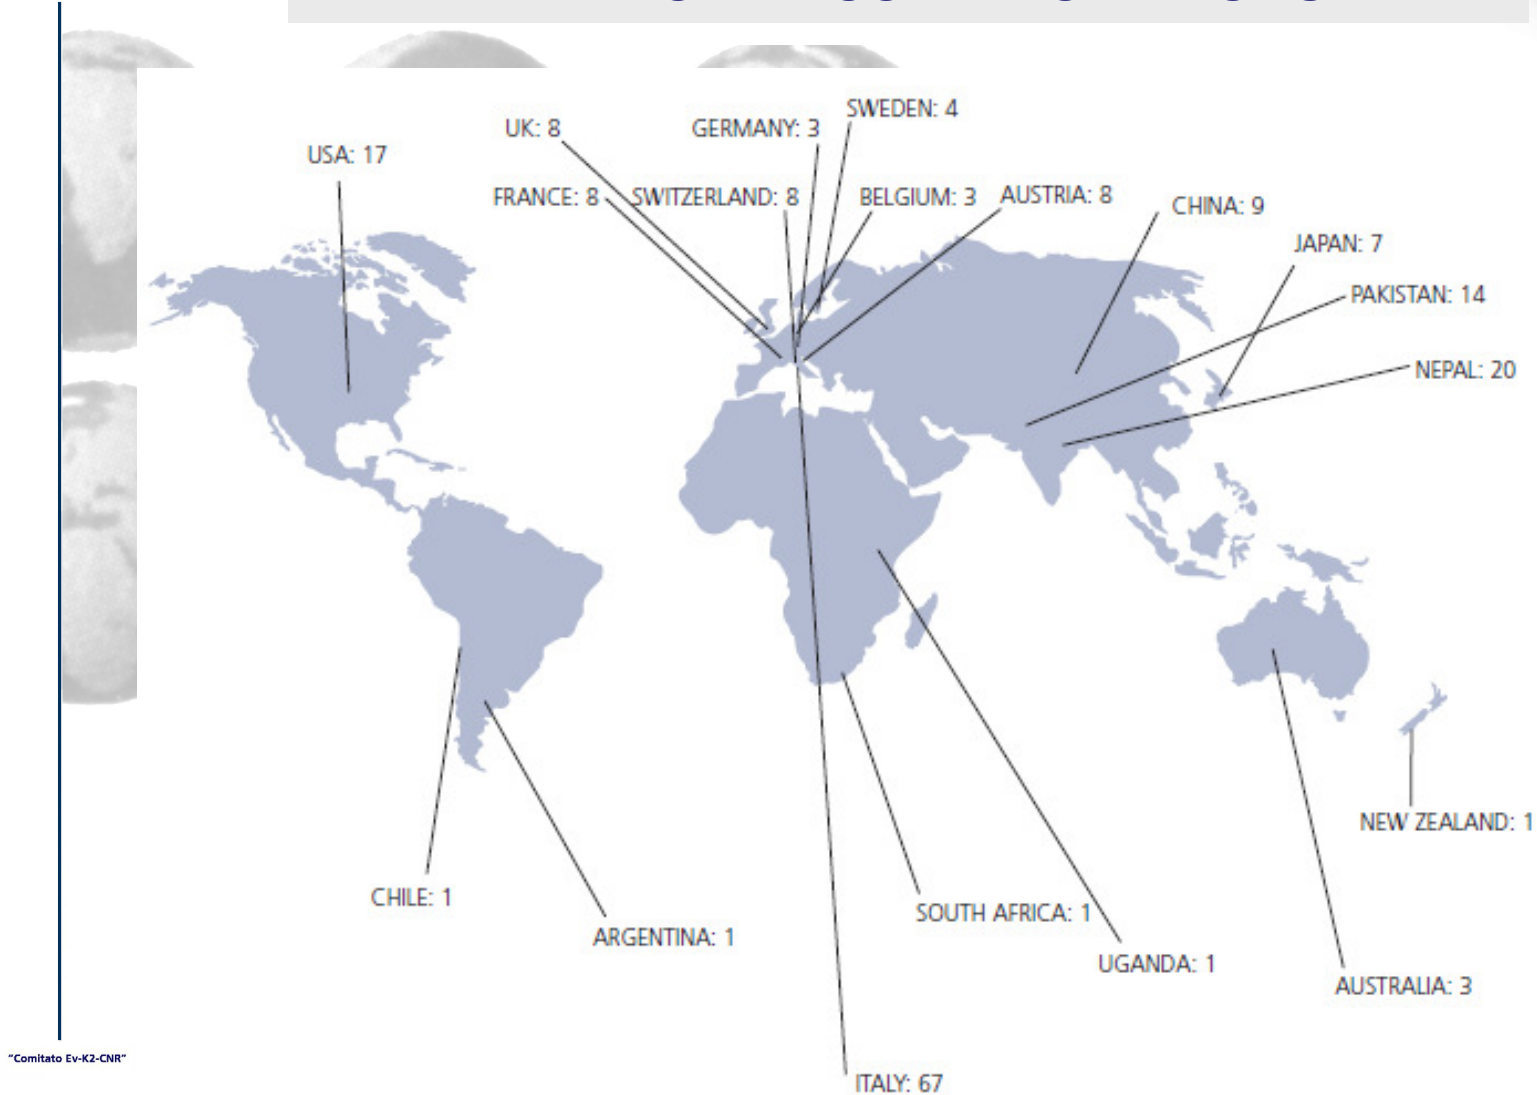 SWEDEN: 4
UK: 8
GERMANY: 3
USA: 17
FRANCE: 8
SWITZERLAND: 8
BELGIUM: 3
AUSTRIA: 8
CHINA: 9
JAPAN: 7
PAKISTAN: 14
NEPAL: 20
NEW ZEALAND: 1
CHILE: 1
SOUTH AFRICA: 1
ARGENTINA: 1
UGANDA: 1
AUSTRALIA: 3
"Comitato Ev-K2-CNR"
ITALY: 67